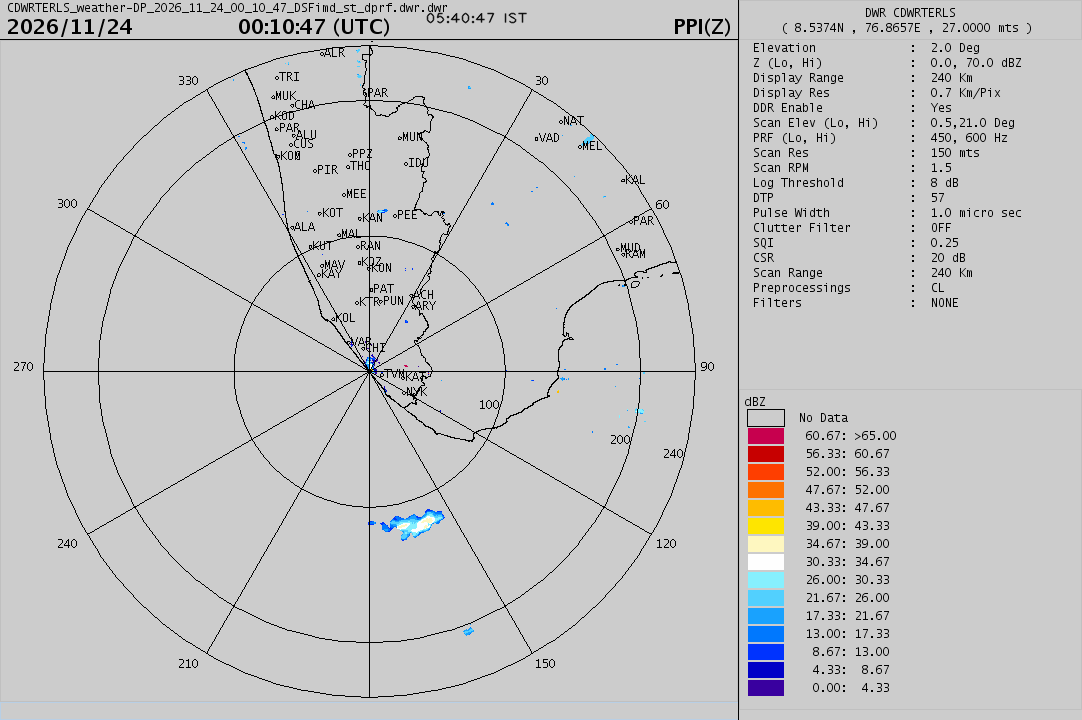 CDWRTERLS_weather-DP_2026_11_24_00_10_47_DSFimd_st_dprf.dwr.dwr
05:40:47 IST
2026/11/24 00:10:47 (UTC) PPI(Z)
DWR CDWRTERLS
( 8.5374N , 76.8657E , 27.0000 mts )
Elevation : 2.0 Deg
Z (Lo, Hi) : 0.0, 70.0 dBZ
Display Range : 240 Km
Display Res : 0.7 Km/Pix
DDR Enable : Yes
Scan Elev (Lo, Hi) : 0.5,21.0 Deg
PRF (Lo, Hi) : 450, 600 Hz
Scan Res : 150 mts
Scan RPM : 1.5
Log Threshold : 8 dB
DTP : 57
Pulse Width : 1.0 micro sec
Clutter Filter : OFF
SQI : 0.25
CSR : 20 dB
Scan Range : 240 Km
Preprocessings : CL
Filters : NONE
dBZ
No Data
60.67: >65.00
56.33: 60.67
52.00: 56.33
47.67: 52.00
43.33: 47.67
39.00: 43.33
34.67: 39.00
30.33: 34.67
26.00: 30.33
21.67: 26.00
17.33: 21.67
13.00: 17.33
8.67: 13.00
4.33: 8.67
0.00: 4.33
ALR
TRI
330
30
PAR
MUK
CHA
KOD
NAT
PAR
ALU
MUN
VAD
CUS
MEL
PPZ
IDU
THO
PIR
KAL
MEE
300
60
KOT
KAN
PEE
PAR
ALA
MAL
KUT
RAN
MUD
RAM
KOZ
MAV
KON
KAY
PAT
ACH
KTR
PUN
ARY
KOL
VAR
CHI
270
90
TVM
KAT
NYK
100
200
240
240
120
210
150